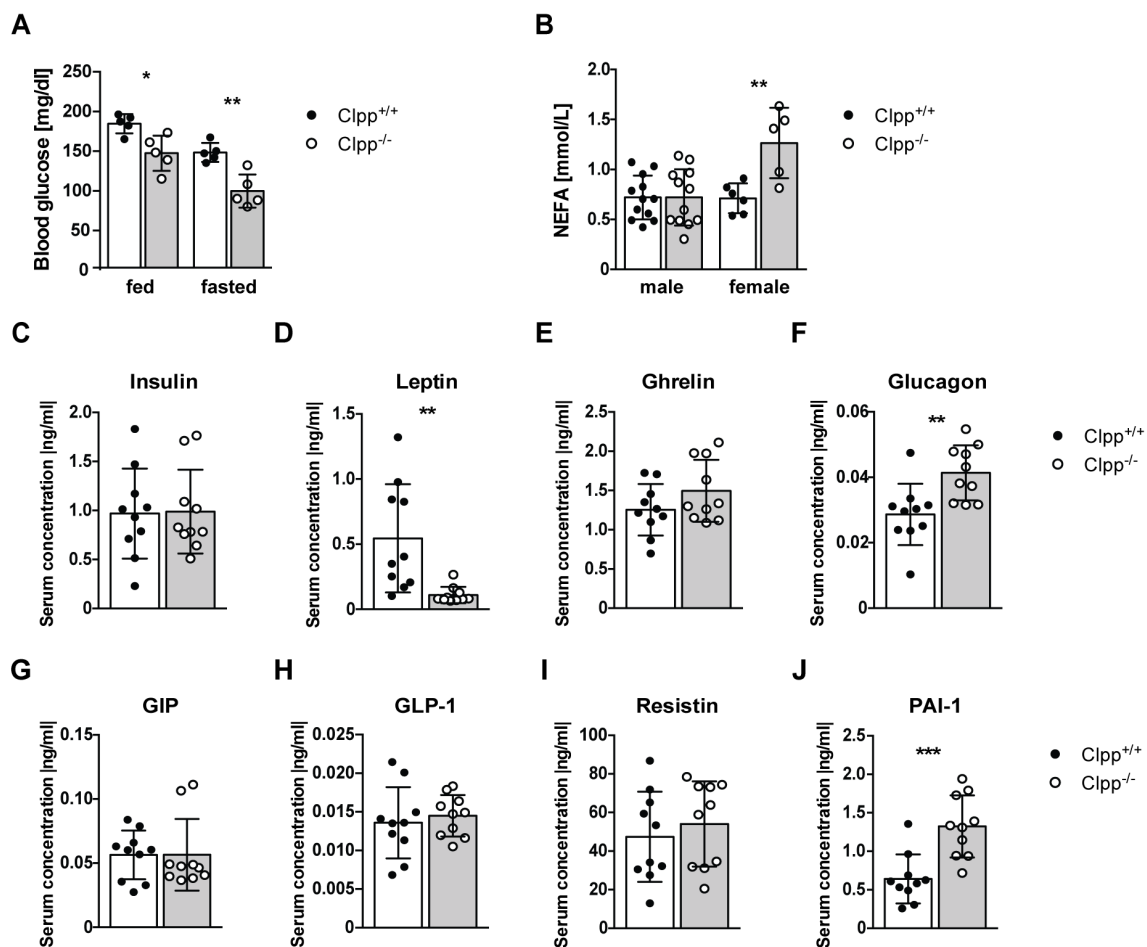 A
B
Blood glucose [mg/dl]
250
200
150
100
50
0
*
**
fed
fasted
Clpp+/+
Clpp-/-
NEFA [mmol/L]
2.0
1.5
1.0
0.5
0
**
male
female
Clpp+/+
Clpp-/-
C
D
E
F
Insulin
Serum concentration |ng/ml|
2.0
1.5
1.0
0.5
0
Leptin
Serum concentration |ng/ml|
1.5
1.0
0.5
0
**
Ghrelin
Serum concentration |ng/ml|
2.5
2.0
1.5
1.0
0.5
0
Glucagon
Serum concentration |ng/ml|
0.06
0.04
0.02
0
**
Clpp+/+
Clpp-/-
G
H
I
J
GIP
Serum concentration |ng/ml|
0.15
0.10
0.05
0
GLP-1
Serum concentration |ng/ml|
0.025
0.020
0.015
0.010
0.005
0
Resistin
Serum concentration |ng/ml|
100
80
60
40
20
0
PAI-1
Serum concentration |ng/ml|
2.5
2.0
1.5
1.0
0.5
0
***
Clpp+/+
Clpp-/-